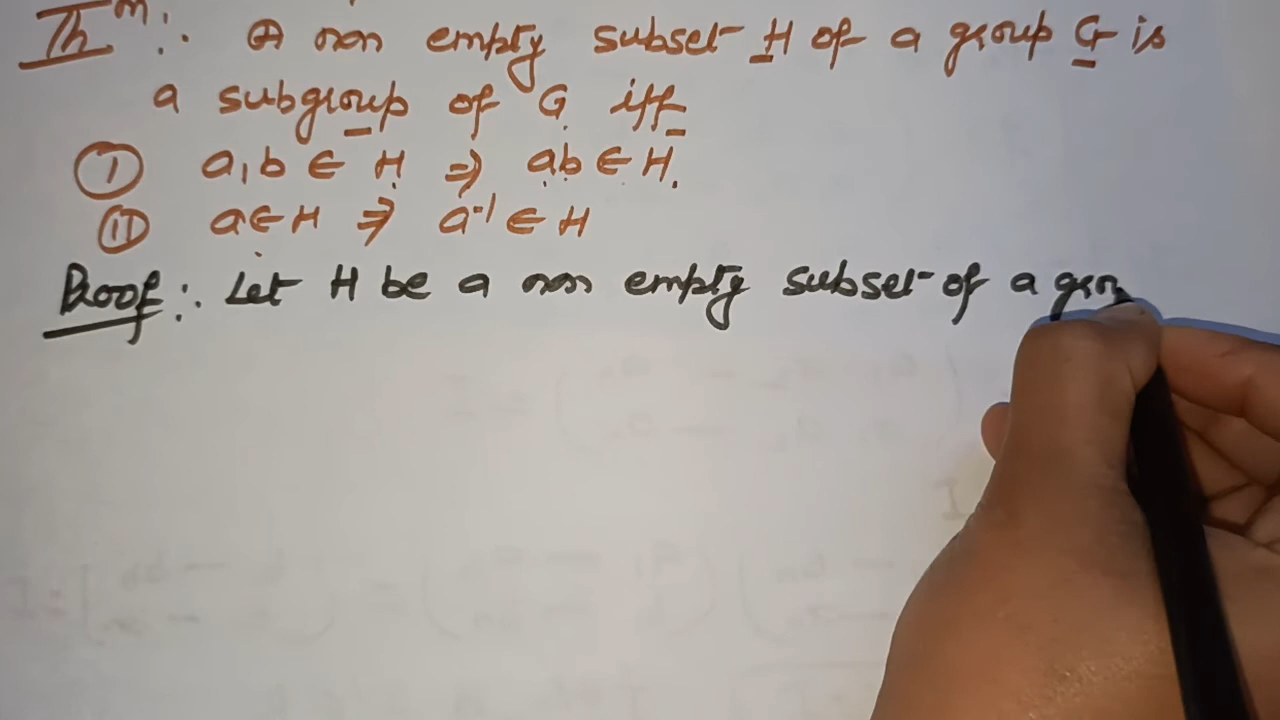 Thm:. A non empty subset H of a group G is
a subgroup of G iff
I a,b ∈ H ⇒ ab ∈ H.
II a∈H ⇒ a⁻¹ ∈ H
Proof:. Let H be a non empty subset of a grou